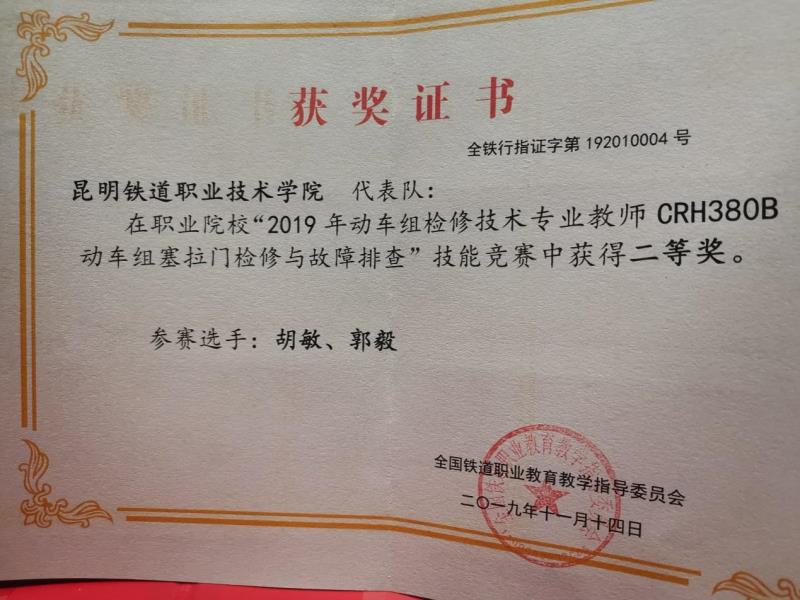 获奖证书
全铁行指证字第 192010004 号
昆明铁道职业技术学院 代表队：
在职业院校“2019 年动车组检修技术专业教师 CRH380B
动车组塞拉门检修与故障排查”技能竞赛中获得二等奖。
参赛选手：胡敏、郭毅
全国铁道职业教育教学指导委员会
二〇一九年十一月十四日